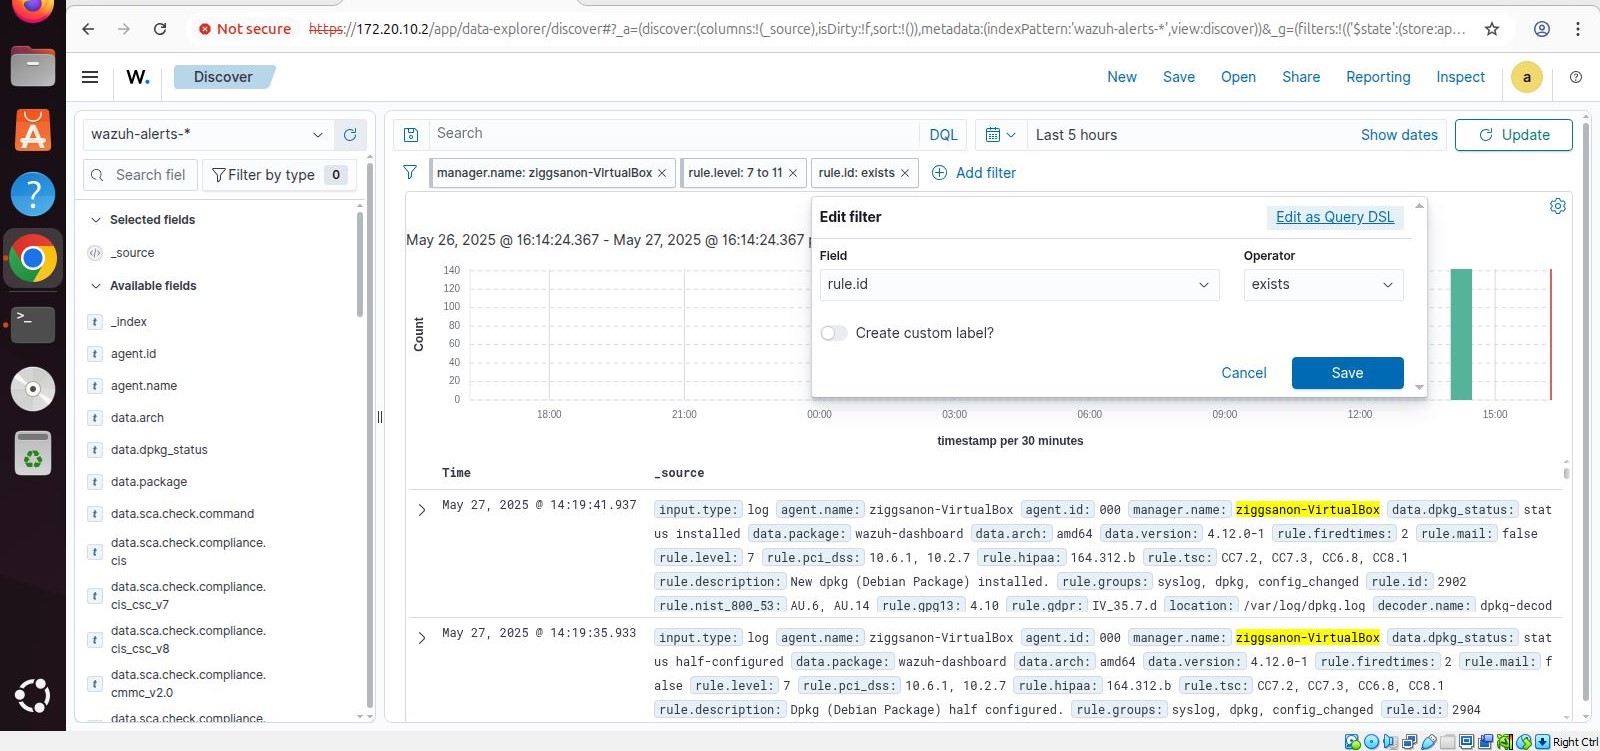 Not secure https://172.20.10.2/app/data-explorer/discover#?_a=(discover:(columns:!(_source),isDirty:!f,sort:!()),metadata:(indexPattern:'wazuh-alerts-*',view:discover))&_g=(filters:!(('$state':(store:ap...
W. Discover New Save Open Share Reporting Inspect a
wazuh-alerts-*
Search DQL Last 5 hours Show dates Update
Search fiel Filter by type 0
manager.name: ziggsanon-VirtualBox × rule.level: 7 to 11 × rule.id: exists × Add filter
Selected fields
_source
Available fields
t _index
t agent.id
t agent.name
t data.arch
t data.dpkg_status
t data.package
t data.sca.check.command
t data.sca.check.compliance.
cis
t data.sca.check.compliance.
cis_csc_v7
t data.sca.check.compliance.
cis_csc_v8
t data.sca.check.compliance.
cmmc_v2.0
data.sca.check.compliance.
May 26, 2025 @ 16:14:24.367 - May 27, 2025 @ 16:14:24.367
Edit filter Edit as Query DSL
Field Operator
rule.id exists
Create custom label?
Cancel Save
Count
140
120
100
80
60
40
20
0
18:00 21:00 00:00 03:00 06:00 09:00 12:00 15:00
timestamp per 30 minutes
Time _source
May 27, 2025 @ 14:19:41.937 input.type: log agent.name: ziggsanon-VirtualBox agent.id: 000 manager.name: ziggsanon-VirtualBox data.dpkg_status: stat
us installed data.package: wazuh-dashboard data.arch: amd64 data.version: 4.12.0-1 rule.firedtimes: 2 rule.mail: false
rule.level: 7 rule.pci_dss: 10.6.1, 10.2.7 rule.hipaa: 164.312.b rule.tsc: CC7.2, CC7.3, CC6.8, CC8.1
rule.description: New dpkg (Debian Package) installed. rule.groups: syslog, dpkg, config_changed rule.id: 2902
rule.nist_800_53: AU.6, AU.14 rule.gpg13: 4.10 rule.gdpr: IV_35.7.d location: /var/log/dpkg.log decoder.name: dpkg-decod
May 27, 2025 @ 14:19:35.933 input.type: log agent.name: ziggsanon-VirtualBox agent.id: 000 manager.name: ziggsanon-VirtualBox data.dpkg_status: stat
us half-configured data.package: wazuh-dashboard data.arch: amd64 data.version: 4.12.0-1 rule.firedtimes: 2 rule.mail: f
alse rule.level: 7 rule.pci_dss: 10.6.1, 10.2.7 rule.hipaa: 164.312.b rule.tsc: CC7.2, CC7.3, CC6.8, CC8.1
rule.description: Dpkg (Debian Package) half configured. rule.groups: syslog, dpkg, config_changed rule.id: 2904
Right Ctrl